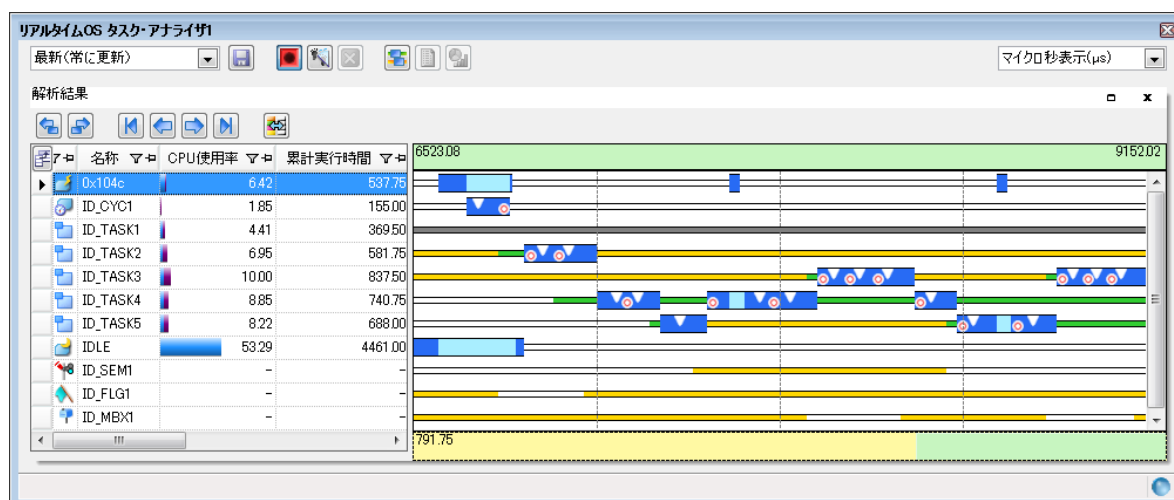 リアルタイムOS タスク・アナライザ1
最新(常に更新)
マイクロ秒表示(μs)
解析結果
名称 CPU使用率 累計実行時間
6523.08 9152.02
0x104c 6.42 537.75
ID_CYC1 1.85 155.00
ID_TASK1 4.41 369.50
ID_TASK2 6.95 581.75
ID_TASK3 10.00 837.50
ID_TASK4 8.85 740.75
ID_TASK5 8.22 688.00
IDLE 53.29 4461.00
ID_SEM1 - -
ID_FLG1 - -
ID_MBX1 - -
791.75